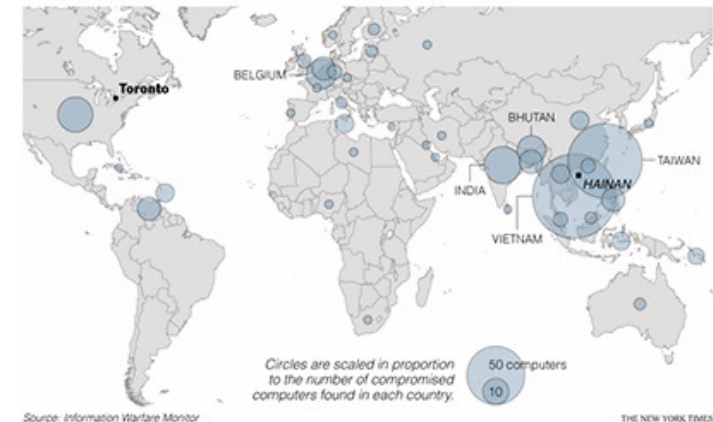 Toronto
BELGIUM
BHUTAN
TAIWAN
HAINAN
INDIA
VIETNAM
Circles are scaled in proportion
to the number of compromised
computers found in each country.
50 computers
10
Source: Information Warfare Monitor
THE NEW YORK TIMES